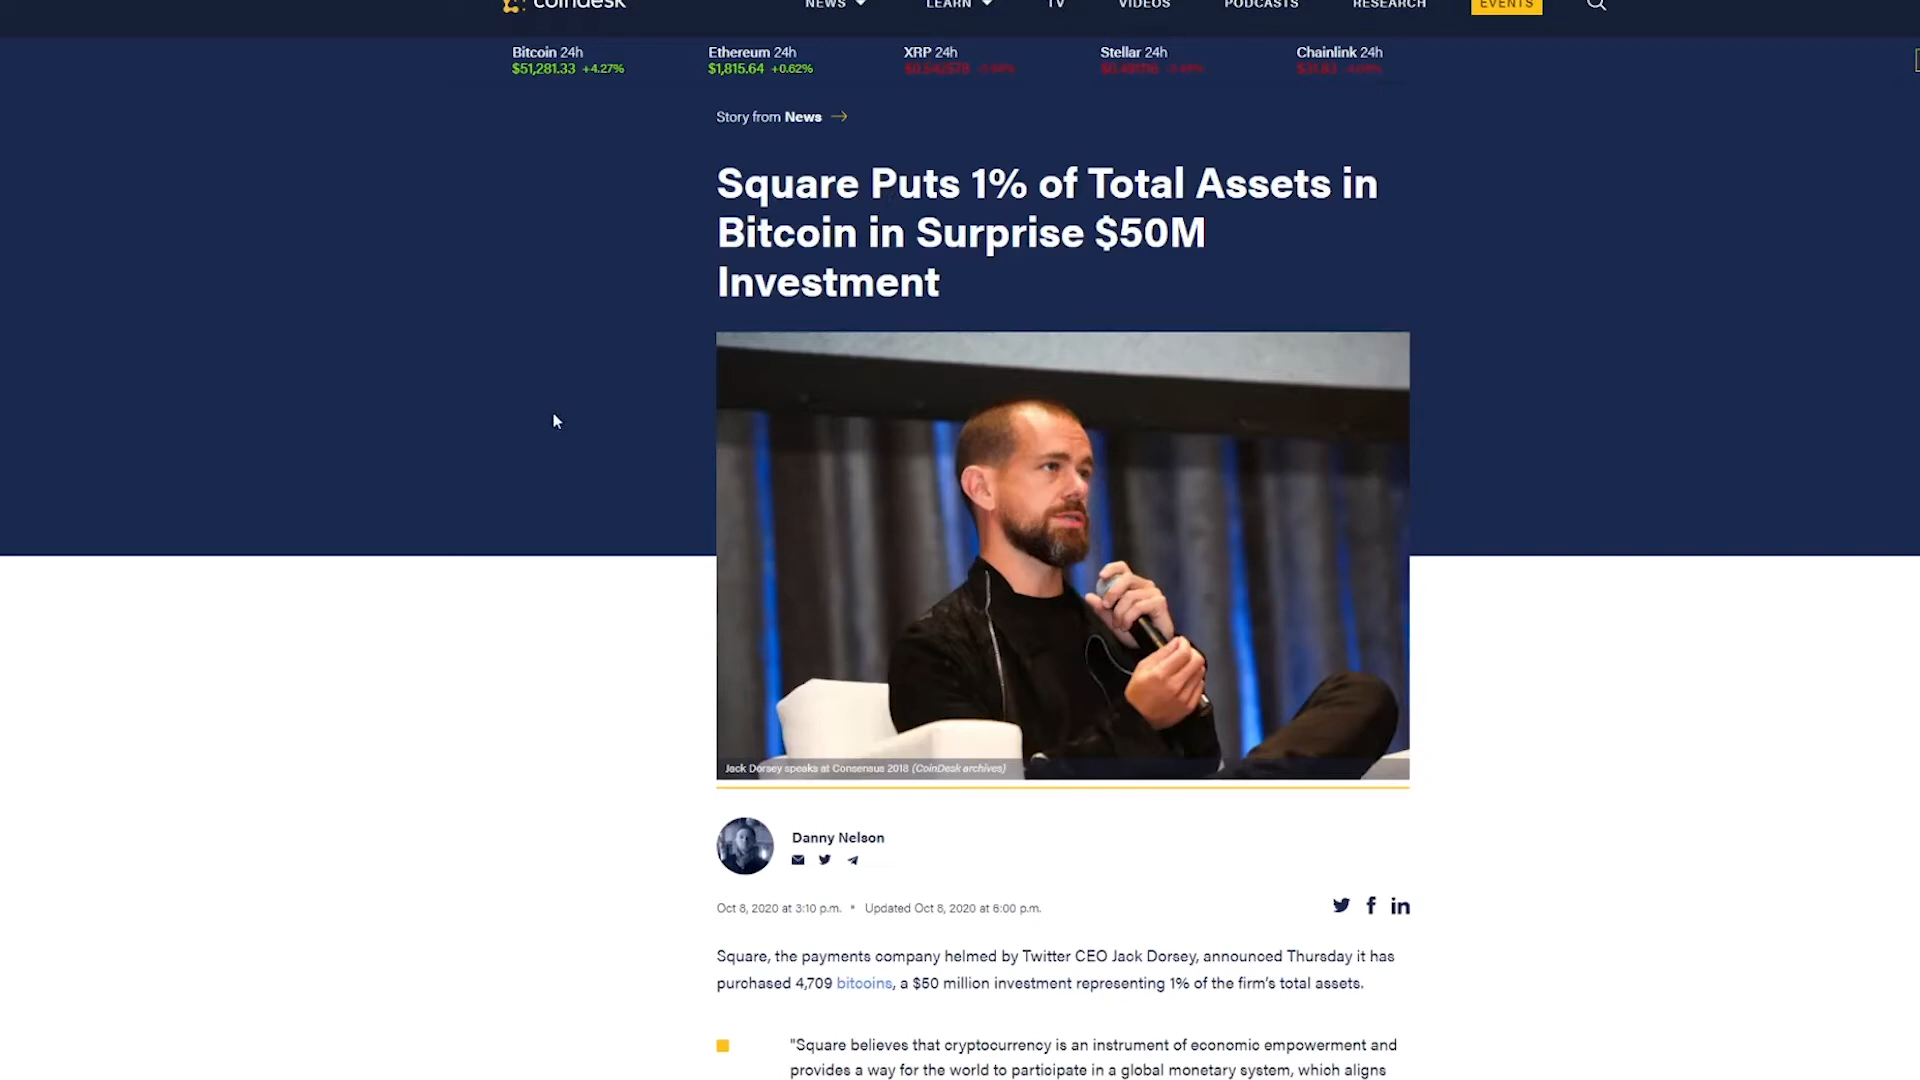 coindesk
NEWS
LEARN
TV
VIDEOS
PODCASTS
RESEARCH
EVENTS
Bitcoin 24h
$51,281.33 +4.27%
Ethereum 24h
$1,815.64 +0.62%
XRP 24h
Stellar 24h
Chainlink 24h
Story from News
Square Puts 1% of Total Assets in
Bitcoin in Surprise $50M
Investment
Jack Dorsey speaks at Consensus 2018 (CoinDesk archives)
Danny Nelson
Oct 8, 2020 at 3:10 p.m. • Updated Oct 8, 2020 at 6:00 p.m.
Square, the payments company helmed by Twitter CEO Jack Dorsey, announced Thursday it has
purchased 4,709 bitcoins, a $50 million investment representing 1% of the firm's total assets.
"Square believes that cryptocurrency is an instrument of economic empowerment and
provides a way for the world to participate in a global monetary system, which aligns